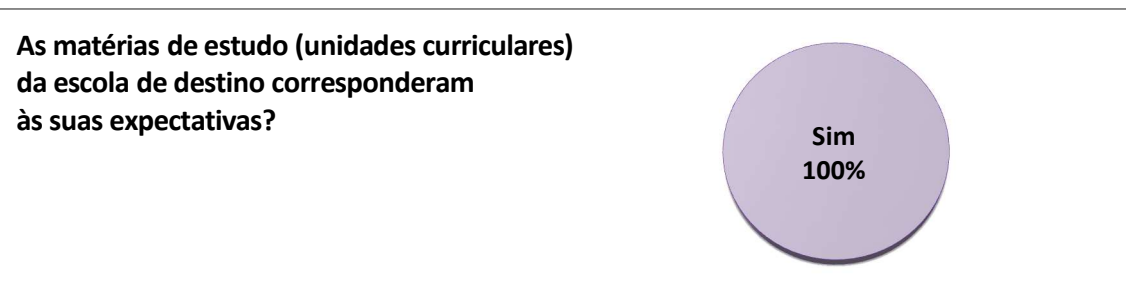 As matérias de estudo (unidades curriculares)
da escola de destino corresponderam
às suas expectativas?
Sim
100%